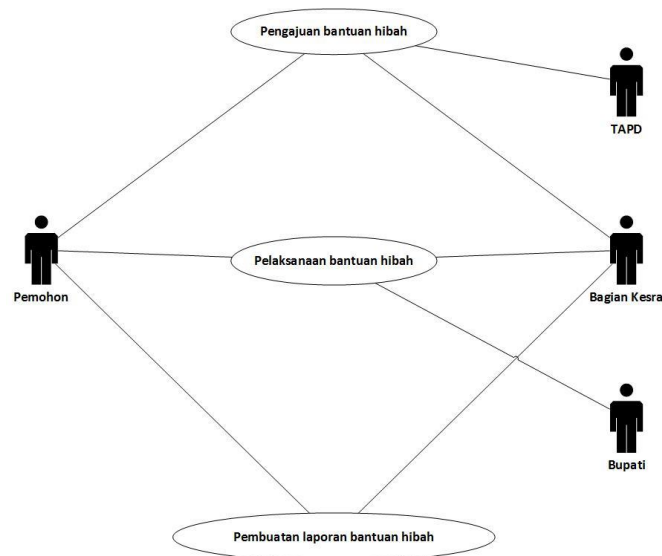 Pengajuan bantuan hibah
TAPD
Pemohon
Pelaksanaan bantuan hibah
Bagian Kesra
Bupati
Pembuatan laporan bantuan hibah